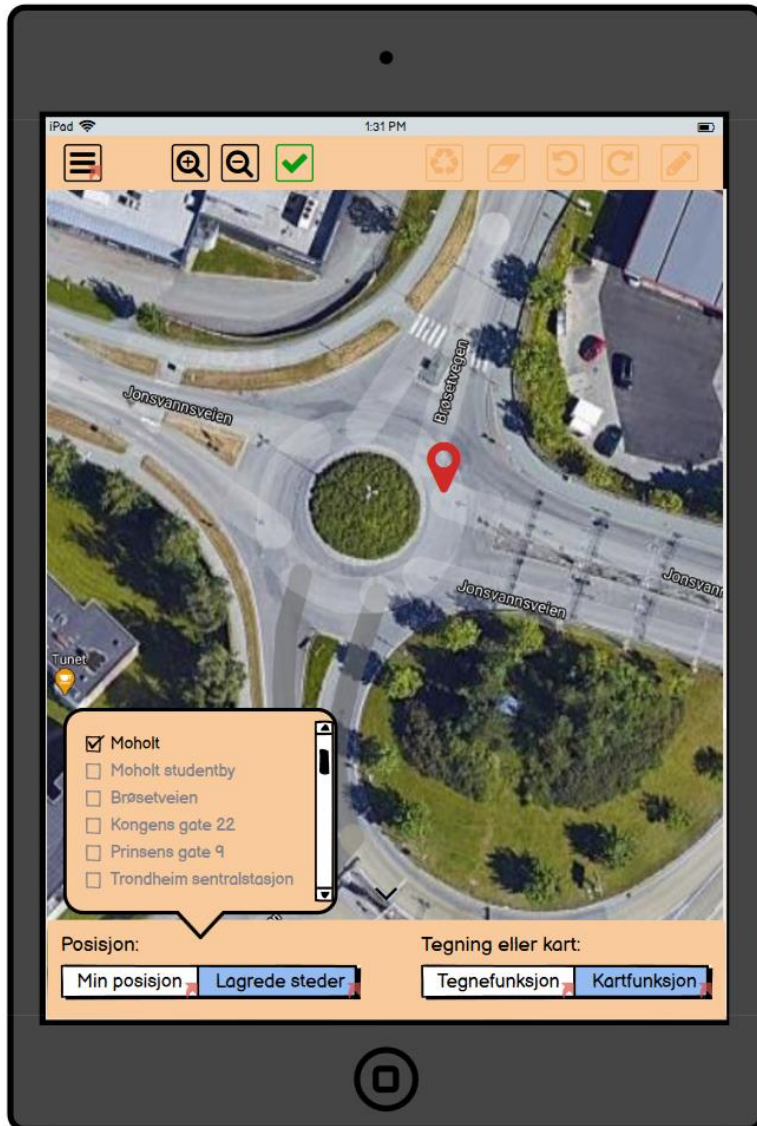 iPad
1:31 PM
Jonsvannsveien
Brøsetvegen
Jonsvannsveien
Jonsvann
Tunet
Moholt
Moholt studentby
Brøsetveien
Kongens gate 22
Prinsens gate 9
Trondheim sentralstasjon
Posisjon:
Tegning eller kart:
Min posisjon
Lagrede steder
Tegnefunksjon
Kartfunksjon